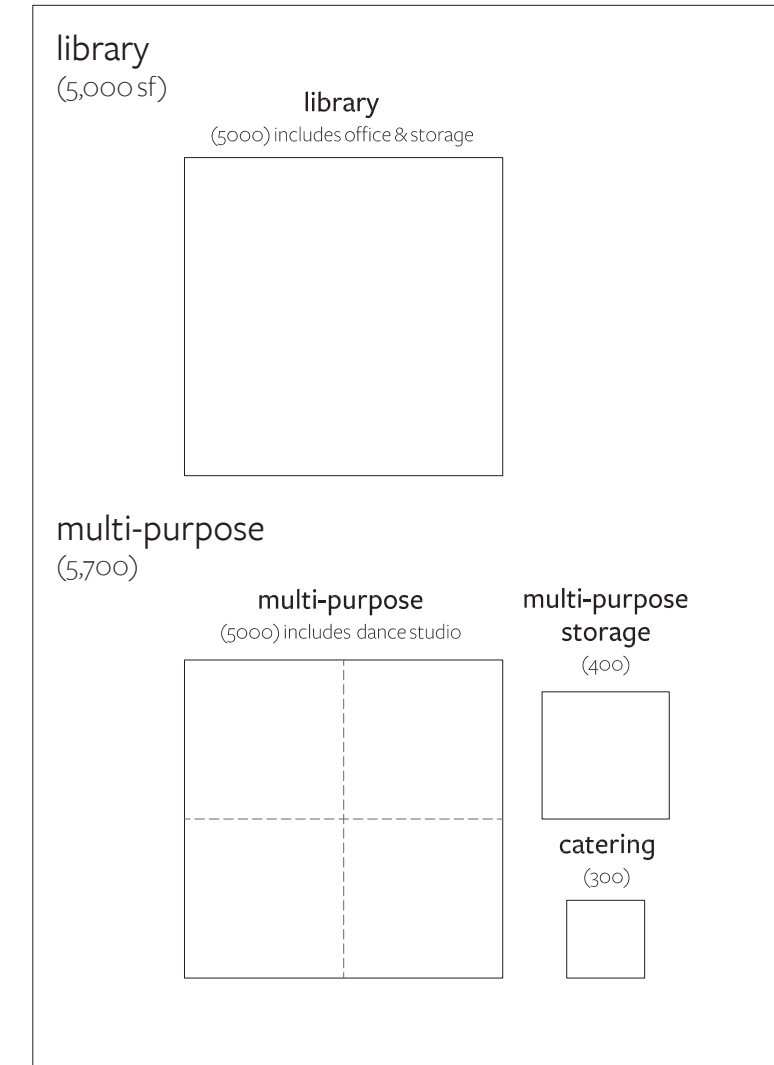 library
(5,000 sf)
library
(5000) includes office & storage
multi-purpose
(5,700)
multi-purpose
(5000) includes dance studio
multi-purpose
storage
(400)
catering
(300)